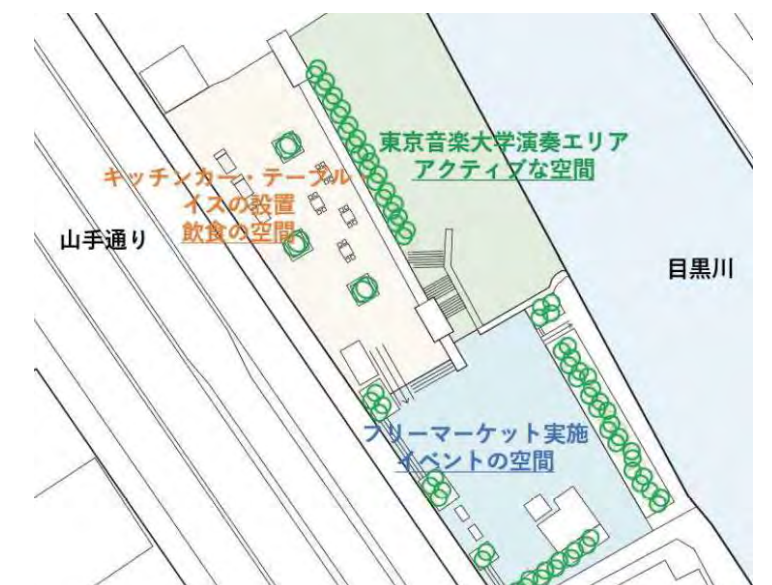 東京音楽大学演奏エリア
アクティブな空間
キッチンカー・テーブル・
イスの設置
飲食の空間
山手通り
目黒川
フリーマーケット実施
イベントの空間